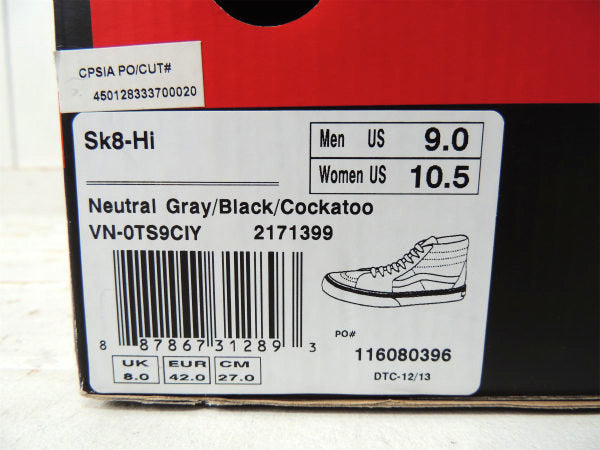 CPSIA PO/CUT#
450128333700020
Sk8-Hi
Men US 9.0
Women US 10.5
Neutral Gray/Black/Cockatoo
VN-0TS9CIY 2171399
8 87867 31289 3
PO#
116080396
UK EUR CM
8.0 42.0 27.0
DTC-12/13